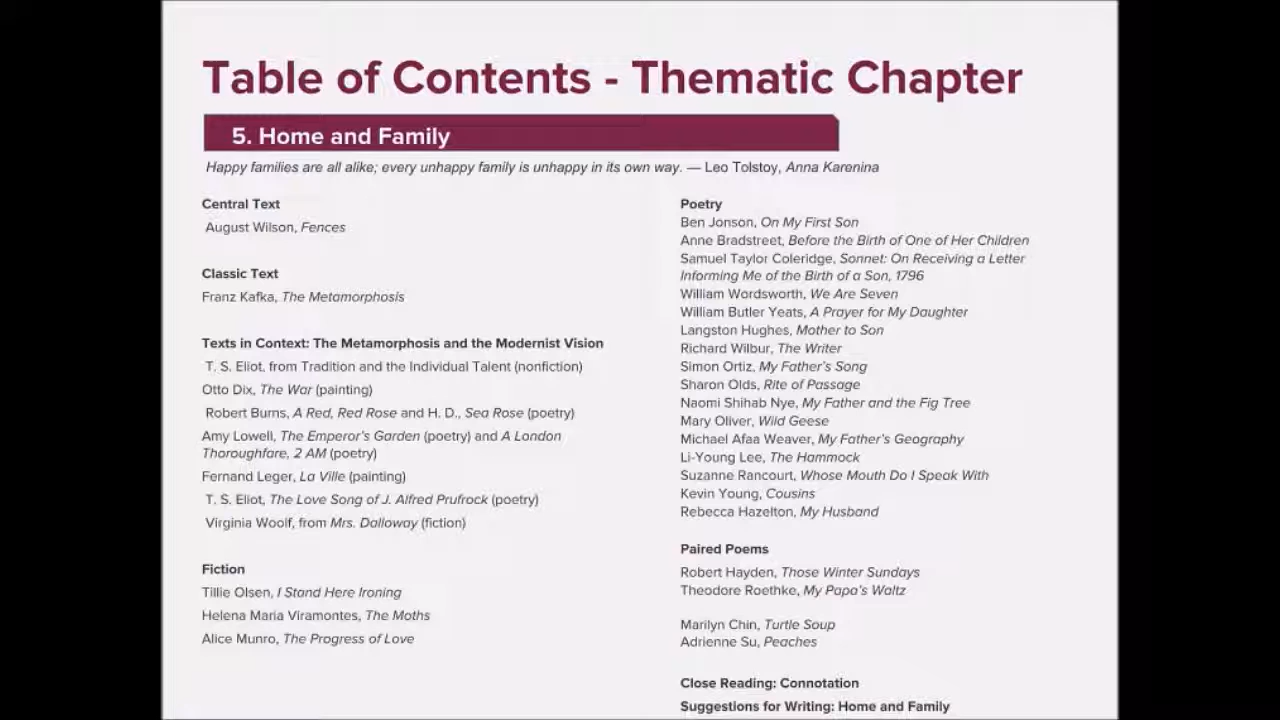 Table of Contents - Thematic Chapter
5. Home and Family
Happy families are all alike; every unhappy family is unhappy in its own way. — Leo Tolstoy, Anna Karenina
Central Text
August Wilson, Fences
Classic Text
Franz Kafka, The Metamorphosis
Texts in Context: The Metamorphosis and the Modernist Vision
T. S. Eliot, from Tradition and the Individual Talent (nonfiction)
Otto Dix, The War (painting)
Robert Burns, A Red, Red Rose and H. D., Sea Rose (poetry)
Amy Lowell, The Emperor's Garden (poetry) and A London
Thoroughfare, 2 AM (poetry)
Fernand Leger, La Ville (painting)
T. S. Eliot, The Love Song of J. Alfred Prufrock (poetry)
Virginia Woolf, from Mrs. Dalloway (fiction)
Fiction
Tillie Olsen, I Stand Here Ironing
Helena Maria Viramontes, The Moths
Alice Munro, The Progress of Love
Poetry
Ben Jonson, On My First Son
Anne Bradstreet, Before the Birth of One of Her Children
Samuel Taylor Coleridge, Sonnet: On Receiving a Letter
Informing Me of the Birth of a Son, 1796
William Wordsworth, We Are Seven
William Butler Yeats, A Prayer for My Daughter
Langston Hughes, Mother to Son
Richard Wilbur, The Writer
Simon Ortiz, My Father's Song
Sharon Olds, Rite of Passage
Naomi Shihab Nye, My Father and the Fig Tree
Mary Oliver, Wild Geese
Michael Afaa Weaver, My Father's Geography
Li-Young Lee, The Hammock
Suzanne Rancourt, Whose Mouth Do I Speak With
Kevin Young, Cousins
Rebecca Hazelton, My Husband
Paired Poems
Robert Hayden, Those Winter Sundays
Theodore Roethke, My Papa's Waltz
Marilyn Chin, Turtle Soup
Adrienne Su, Peaches
Close Reading: Connotation
Suggestions for Writing: Home and Family